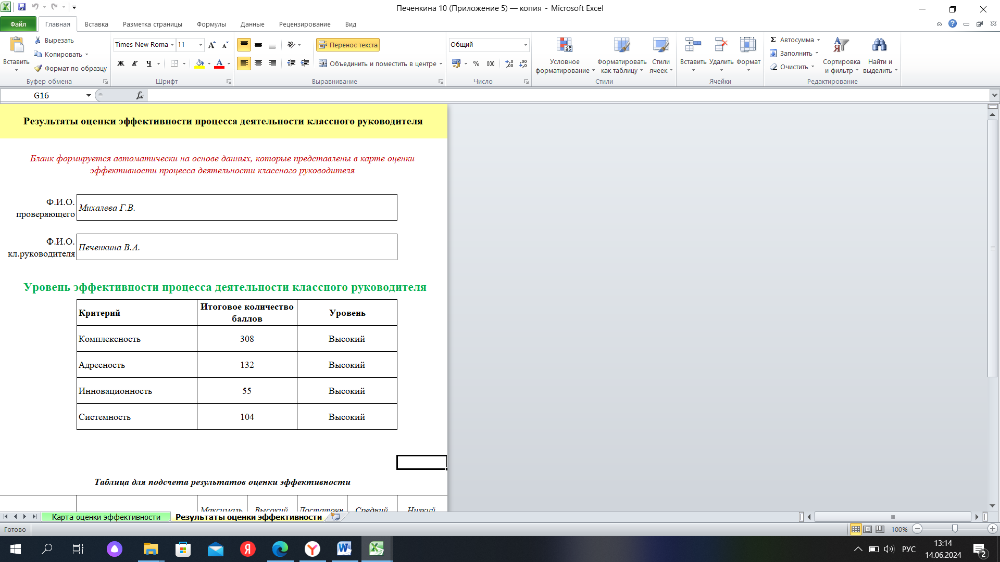 Печенкина 10 (Приложение 5) — копия - Microsoft Excel
Файл Главная Вставка Разметка страницы Формулы Данные Рецензирование Вид
Вставить
Вырезать
Копировать
Формат по образцу
Буфер обмена
Times New Roma 11
Ж К Ч
Шрифт
Перенос текста
Объединить и поместить в центре
Выравнивание
Общий
% 000
Число
Условное форматирование
Форматировать как таблицу
Стили ячеек
Стили
Вставить Удалить Формат
Ячейки
Σ Автосумма
Заполнить
Очистить
Сортировка и фильтр
Найти и выделить
Редактирование
G16
fx
Результаты оценки эффективности процесса деятельности классного руководителя
Бланк формируется автоматически на основе данных, которые представлены в карте оценки
эффективности процесса деятельности классного руководителя
Ф.И.О.
проверяющего
Михалева Г.В.
Ф.И.О.
кл.руководителя
Печенкина В.А.
Уровень эффективности процесса деятельности классного руководителя
Критерий Итоговое количество баллов Уровень
Комплексность 308 Высокий
Адресность 132 Высокий
Инновационность 55 Высокий
Системность 104 Высокий
Таблица для подсчета результатов оценки эффективности
Максималь Высокий Достаточн Средний Низкий
Карта оценки эффективности Результаты оценки эффективности
Готово
100%
РУС
13:14
14.06.2024
2